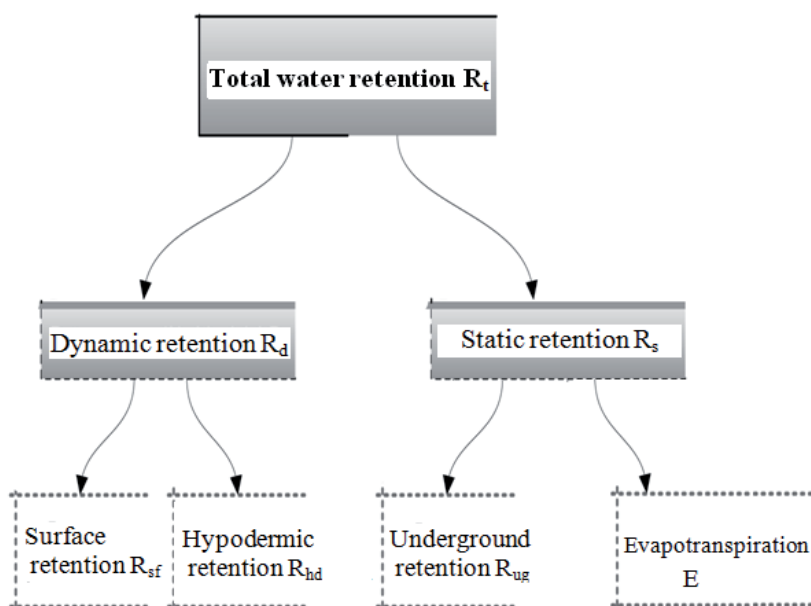 Total water retention Rt
Dynamic retention Rd
Static retention Rs
Surface
retention Rsf
Hypodermic
retention Rhd
Underground
retention Rug
Evapotranspiration
E